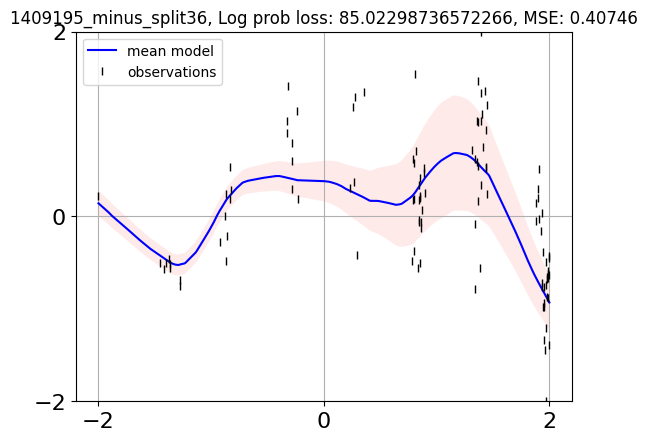 1409195_minus_split36, Log prob loss: 85.02298736572266, MSE: 0.40746
mean model
observations
2
0
−2
−2
0
2